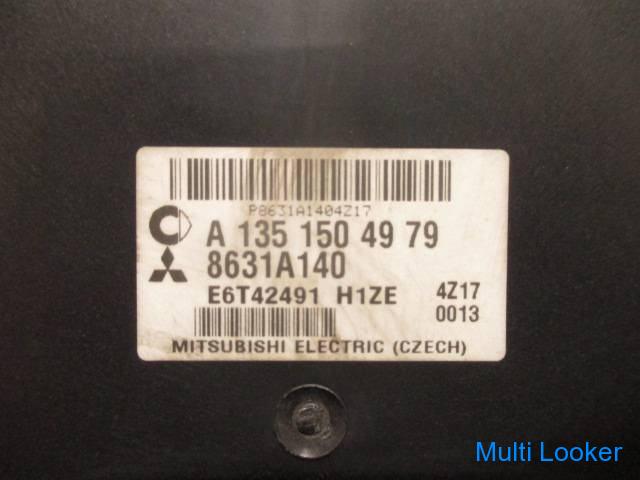 P8631A1404Z17
A 135 150 49 79
8631A140
E6T42491 H1ZE 4Z17
0013
MITSUBISHI ELECTRIC (CZECH)
Multi Looker